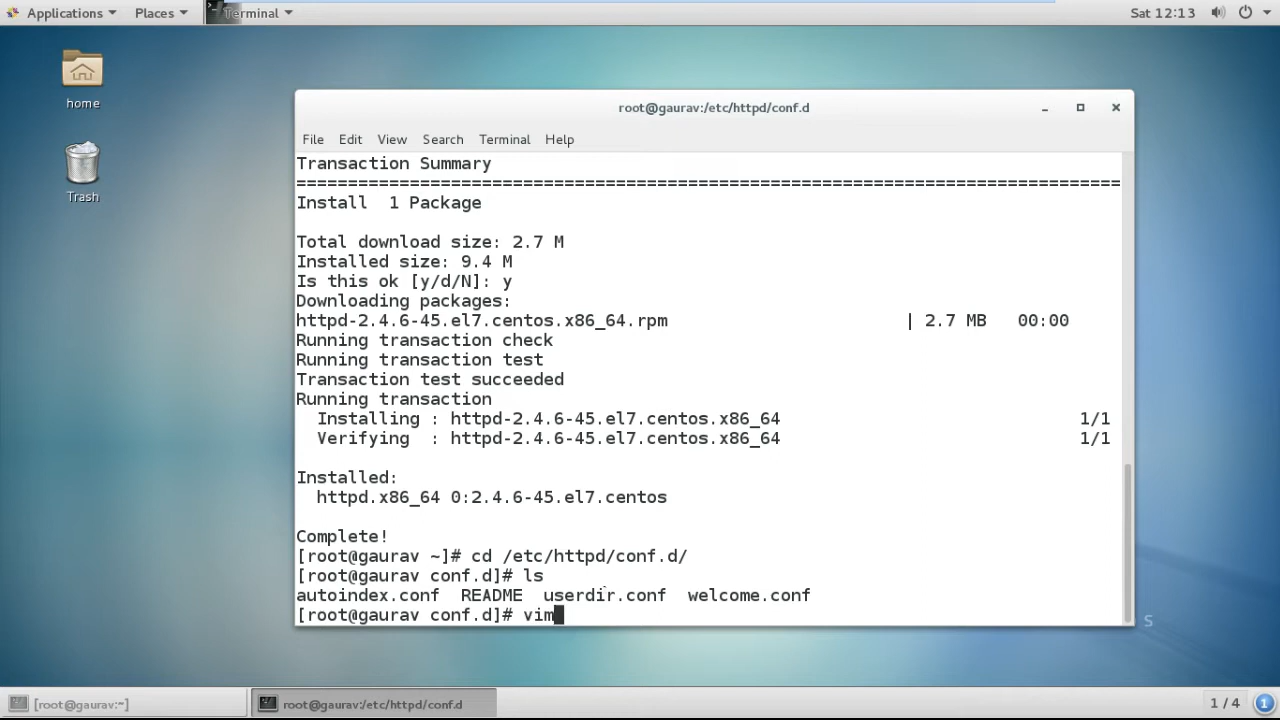 Applications Places Terminal Sat 12:13
home
Trash
root@gaurav:/etc/httpd/conf.d
File Edit View Search Terminal Help
Transaction Summary
================================================================================
Install  1 Package
Total download size: 2.7 M
Installed size: 9.4 M
Is this ok [y/d/N]: y
Downloading packages:
httpd-2.4.6-45.el7.centos.x86_64.rpm                       | 2.7 MB   00:00
Running transaction check
Running transaction test
Transaction test succeeded
Running transaction
  Installing : httpd-2.4.6-45.el7.centos.x86_64                             1/1
  Verifying  : httpd-2.4.6-45.el7.centos.x86_64                             1/1
Installed:
  httpd.x86_64 0:2.4.6-45.el7.centos
Complete!
[root@gaurav ~]# cd /etc/httpd/conf.d/
[root@gaurav conf.d]# ls
autoindex.conf  README  userdir.conf  welcome.conf
[root@gaurav conf.d]# vim
S
[root@gaurav:~] root@gaurav:/etc/httpd/conf.d 1 / 4 1